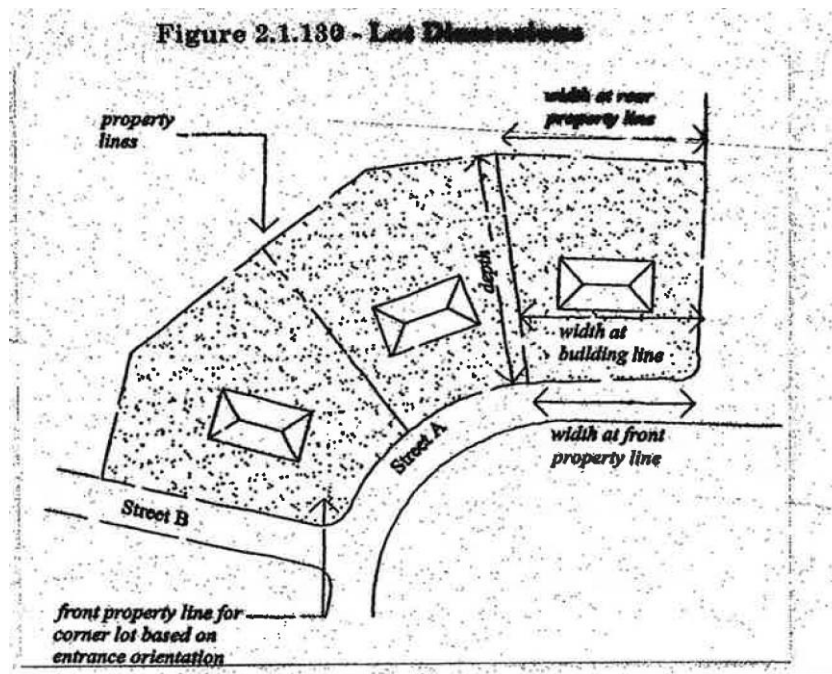 Figure 2.1.130 - Lot Dimensions
width at rear
property line
property
lines
depth
width at
building line
Street A
width at front
property line
Street B
front property line for
corner lot based on
entrance orientation